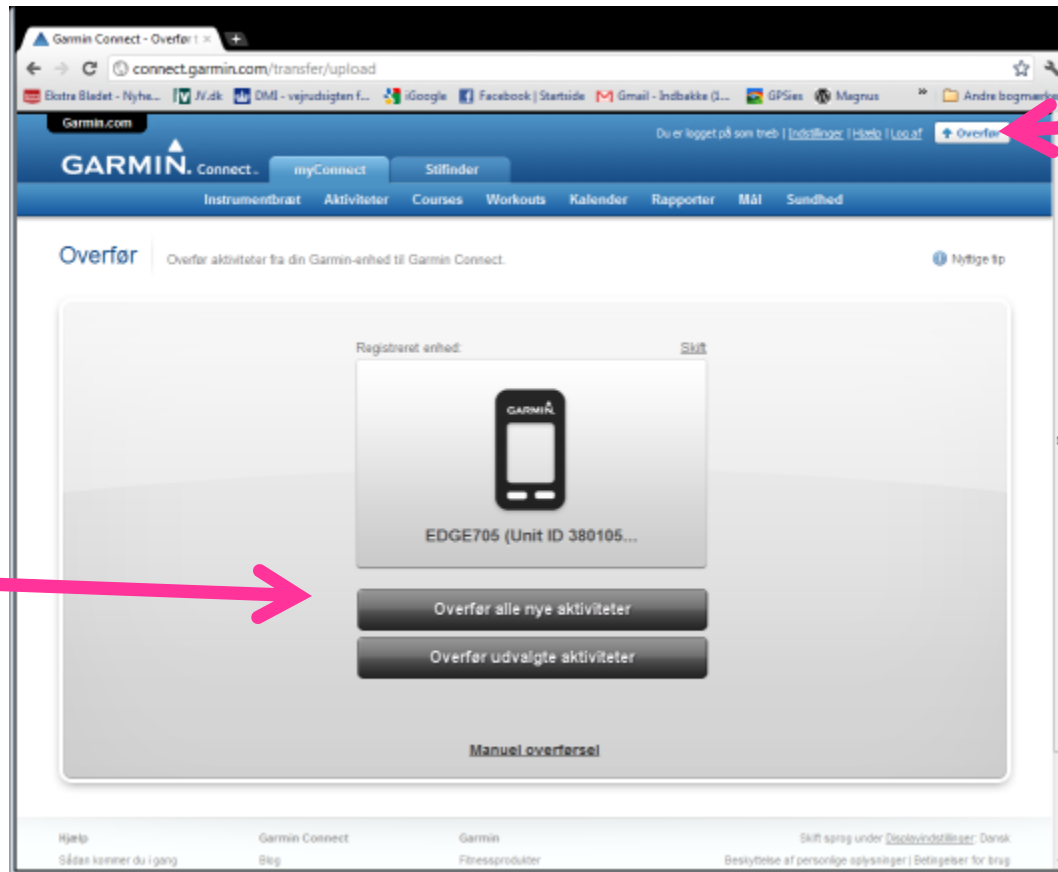 Garmin Connect - Overfør t
connect.garmin.com/transfer/upload
Ekstra Bladet - Nyhe... JV.dk DMI - vejrudsigten f... iGoogle Facebook | Startside Gmail - Indbakke (1... GPSies Magnus » Andre bogmærker
Garmin.com
Du er logget på som treb | Indstillinger | Hjælp | Log af Overfør
GARMIN. Connect™ myConnect Stifinder
Instrumentbræt Aktiviteter Courses Workouts Kalender Rapporter Mål Sundhed
Overfør Overfør aktiviteter fra din Garmin-enhed til Garmin Connect. Nyttige tip
Registreret enhed: Skift
GARMIN.
EDGE705 (Unit ID 380105...
Overfør alle nye aktiviteter
Overfør udvalgte aktiviteter
Manuel overførsel
Hjælp Garmin Connect Garmin Skift sprog under Displayindstillinger: Dansk
Sådan kommer du i gang Blog Fitnessprodukter Beskyttelse af personlige oplysninger | Betingelser for brug